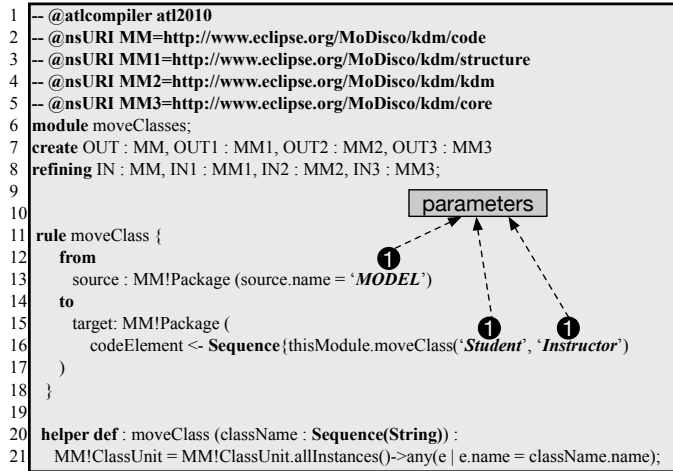 1 -- @atlcompiler atl2010
2 -- @nsURI MM=http://www.eclipse.org/MoDisco/kdm/code
3 -- @nsURI MM1=http://www.eclipse.org/MoDisco/kdm/structure
4 -- @nsURI MM2=http://www.eclipse.org/MoDisco/kdm/kdm
5 -- @nsURI MM3=http://www.eclipse.org/MoDisco/kdm/core
6 module moveClasses;
7 create OUT : MM, OUT1 : MM1, OUT2 : MM2, OUT3 : MM3
8 refining IN : MM, IN1 : MM1, IN2 : MM2, IN3 : MM3;
9
10 parameters
11 rule moveClass {
12 from 1
13 source : MM!Package (source.name = ‘MODEL’)
14 to
15 target: MM!Package ( 1 1
16 codeElement <- Sequence{thisModule.moveClass(‘Student’, ‘Instructor’)
17 )
18 }
19
20 helper def : moveClass (className : Sequence(String)) :
21 MM!ClassUnit = MM!ClassUnit.allInstances()->any(e | e.name = className.name);